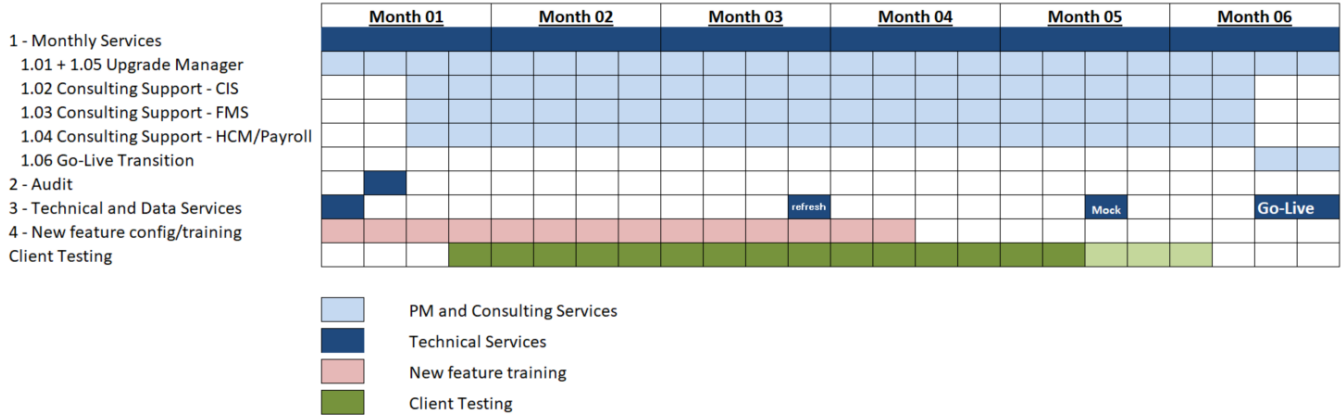 Month 01 Month 02 Month 03 Month 04 Month 05 Month 06
1 - Monthly Services
1.01 + 1.05 Upgrade Manager
1.02 Consulting Support - CIS
1.03 Consulting Support - FMS
1.04 Consulting Support - HCM/Payroll
1.06 Go-Live Transition
2 - Audit
3 - Technical and Data Services refresh Mock Go-Live
4 - New feature config/training
Client Testing
PM and Consulting Services
Technical Services
New feature training
Client Testing